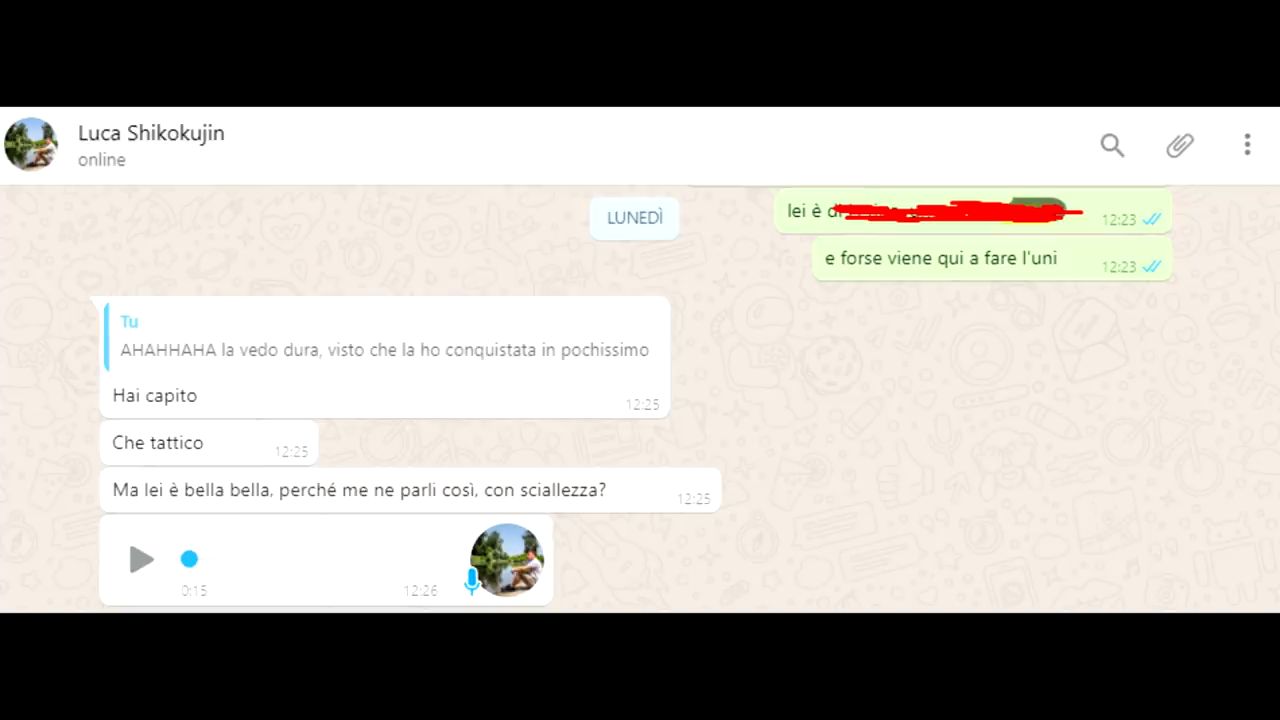 Luca Shikokujin
online
LUNEDÌ
lei è
12:23
e forse viene qui a fare l'uni
12:23
Tu
AHAHHAHA la vedo dura, visto che la ho conquistata in pochissimo
Hai capito
12:25
Che tattico
12:25
Ma lei è bella bella, perché me ne parli così, con sciallezza?
12:25
0:15
12:26